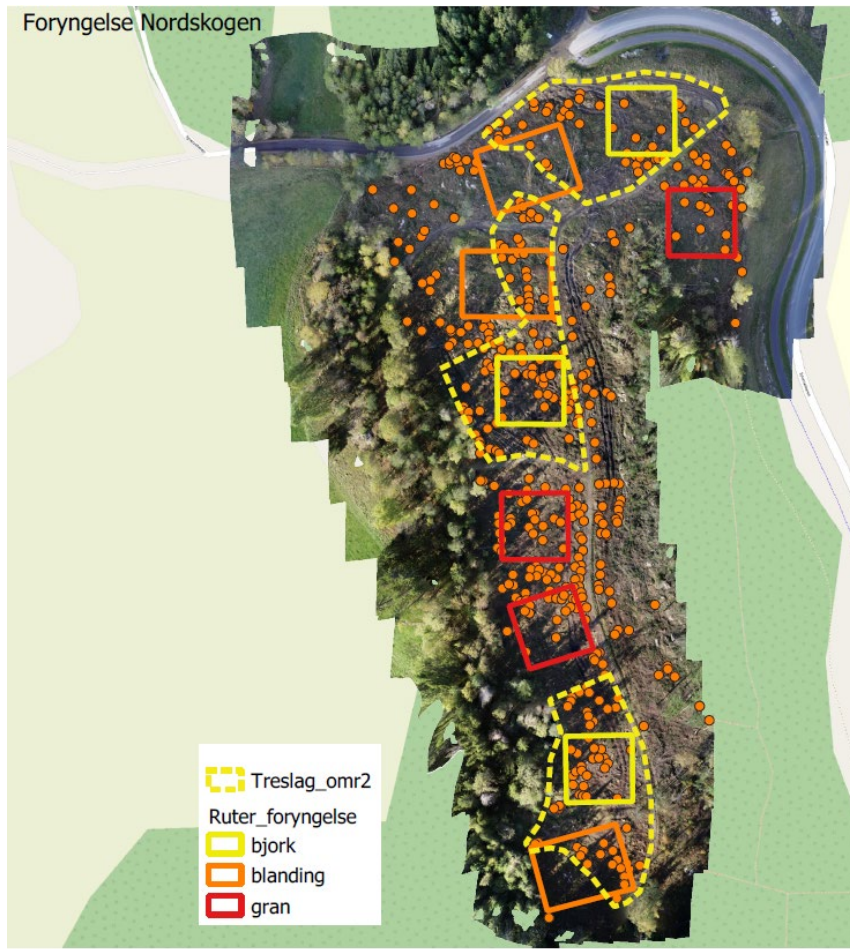 Foryngelse Nordskogen
Treslag_omr2
Ruter_foryngelse
bjork
blanding
gran